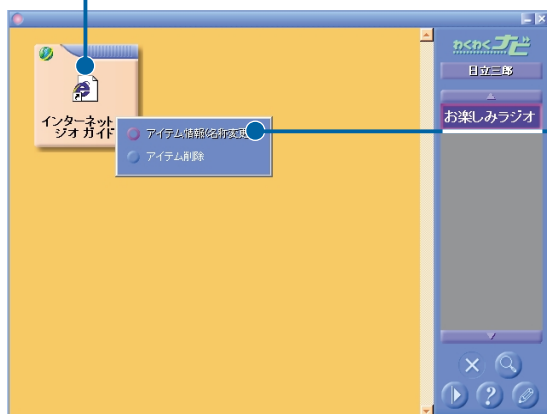 わくわくナビ
日立三郎
お楽しみラジオ
インターネット
ジオ ガイド
アイテム情報(名称変更
アイテム削除
?